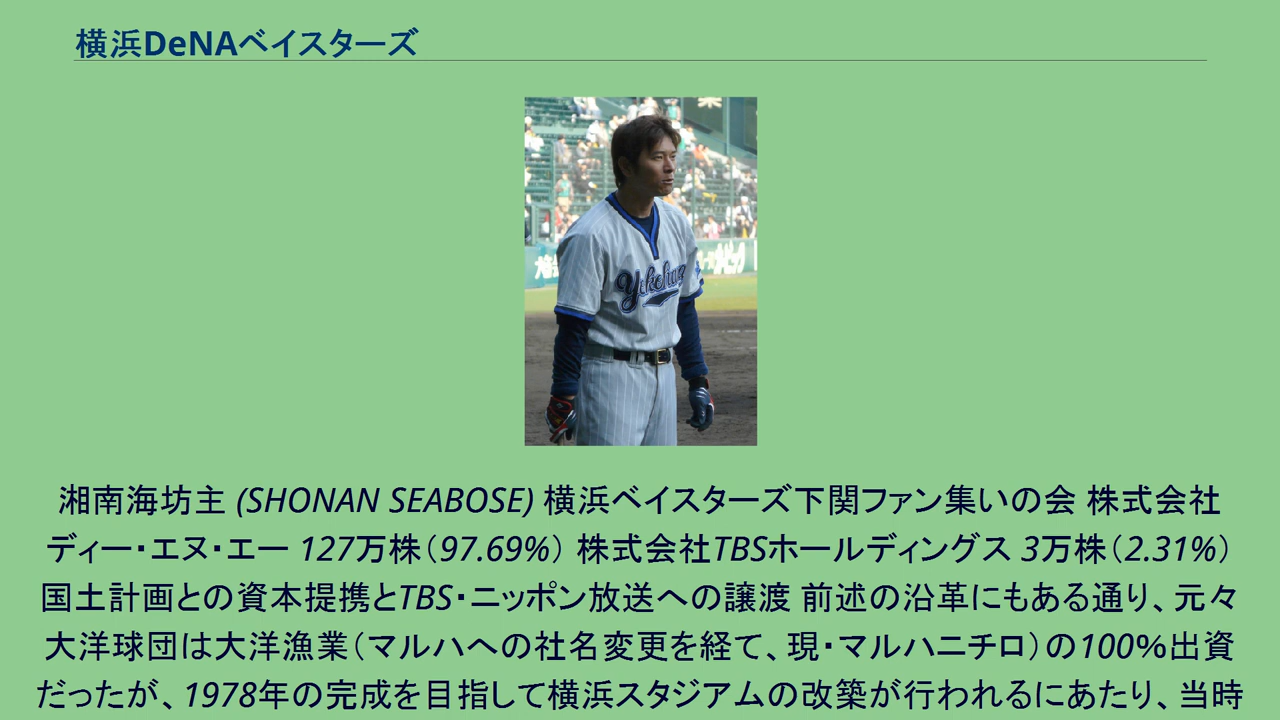 横浜DeNAベイスターズ
Yokohama
湘南海坊主 (SHONAN SEABOSE) 横浜ベイスターズ下関ファン集いの会 株式会社
ディー・エヌ・エー 127万株（97.69%） 株式会社TBSホールディングス 3万株（2.31%）
国土計画との資本提携とTBS・ニッポン放送への譲渡 前述の沿革にもある通り、元々
大洋球団は大洋漁業（マルハへの社名変更を経て、現・マルハニチロ）の100%出資
だったが、1978年の完成を目指して横浜スタジアムの改築が行われるにあたり、当時